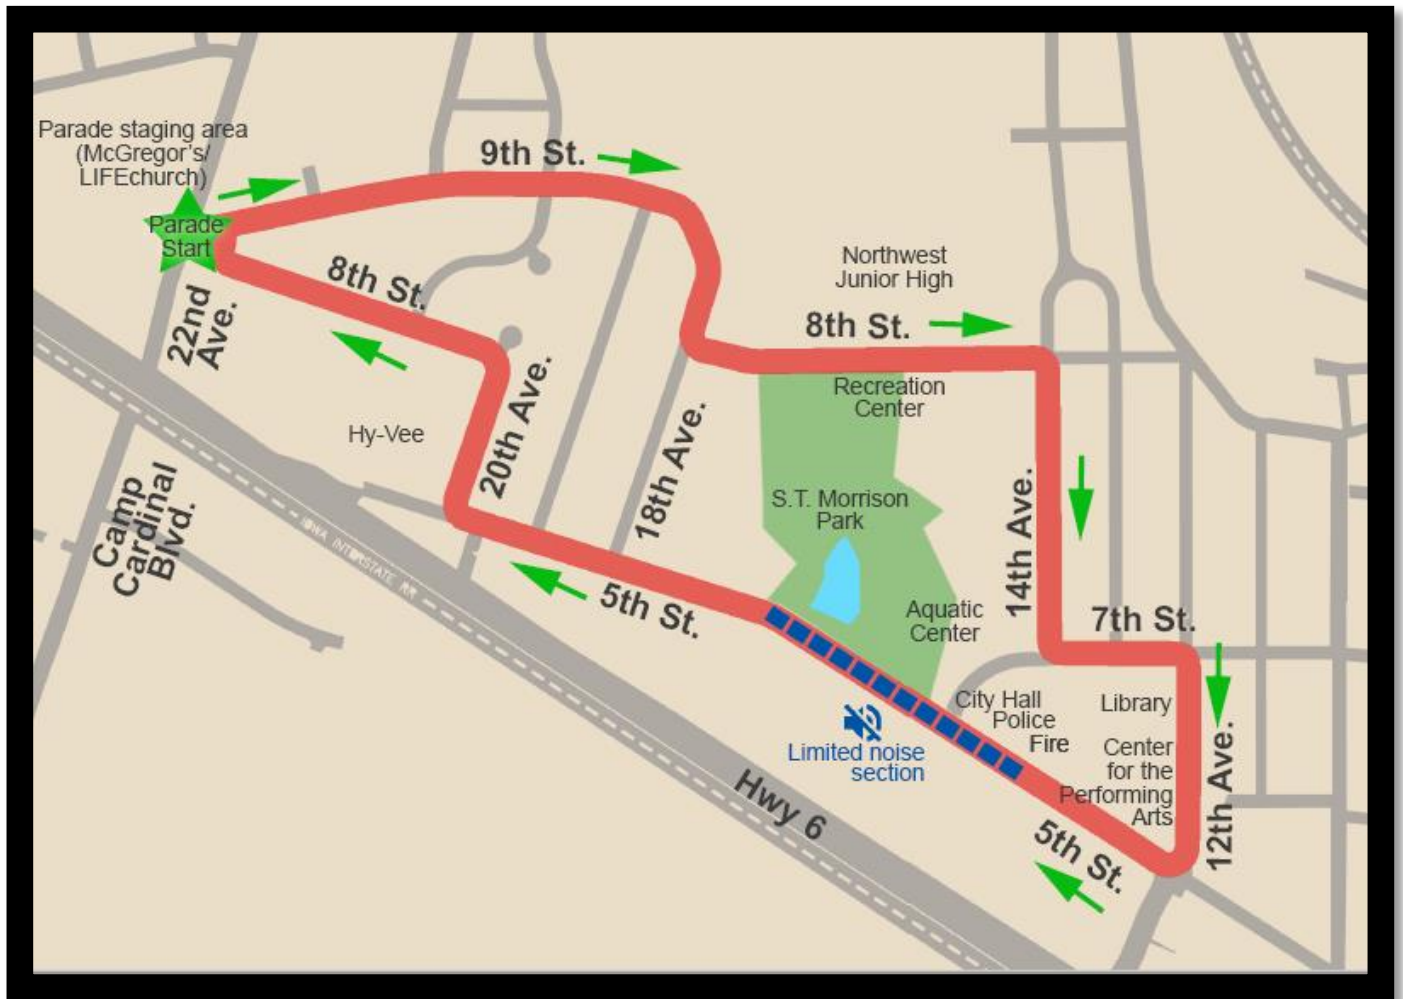 Parade staging area
(McGregor's/
LIFEchurch)
9th St.
Parade
Start
8th St.
Northwest
Junior High
22nd
Ave.
8th St.
Recreation
Center
20th Ave.
Hy-Vee
18th Ave.
Camp
Cardinal
Blvd.
S.T. Morrison
Park
14th Ave.
IOWA INTERSTATE RR
5th St.
Aquatic
Center
7th St.
City Hall
Police
Fire
Library
Limited noise
section
Center
for the
Performing
Arts
12th Ave.
Hwy 6
5th St.